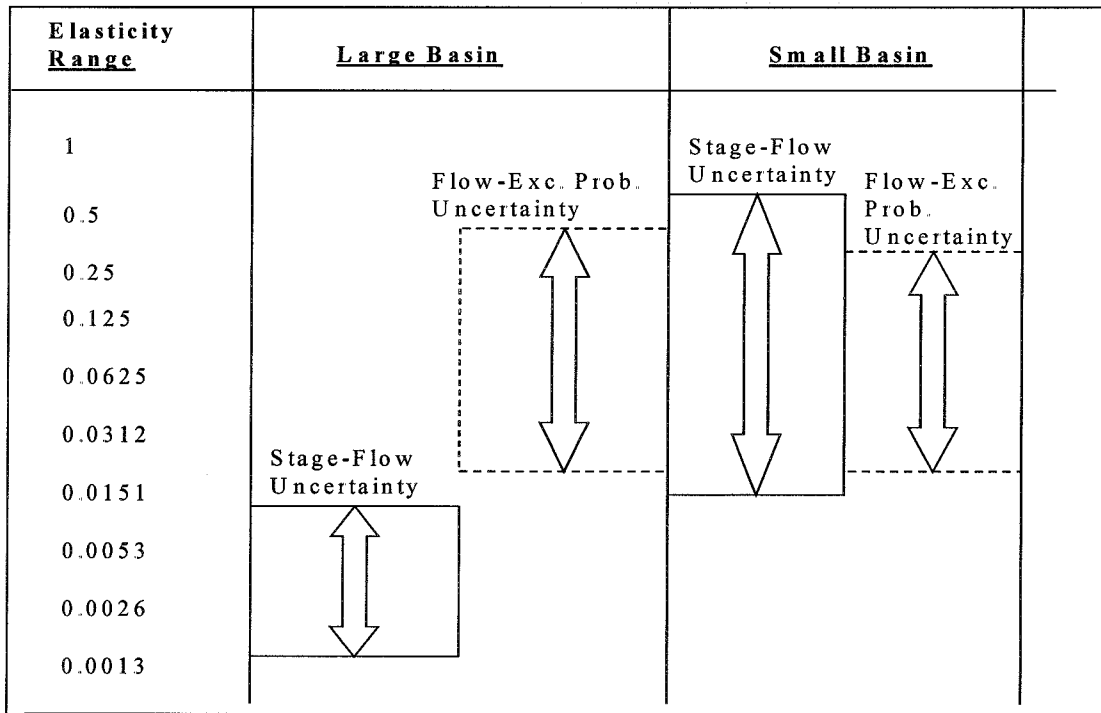 Elasticity
Range
Large Basin
Small Basin
1
0.5
0.25
0.125
0.0625
0.0312
0.0151
0.0053
0.0026
0.0013
Stage-Flow
Uncertainty
Flow-Exc. Prob.
Uncertainty
Stage-Flow
Uncertainty
Flow-Exc.
Prob.
Uncertainty